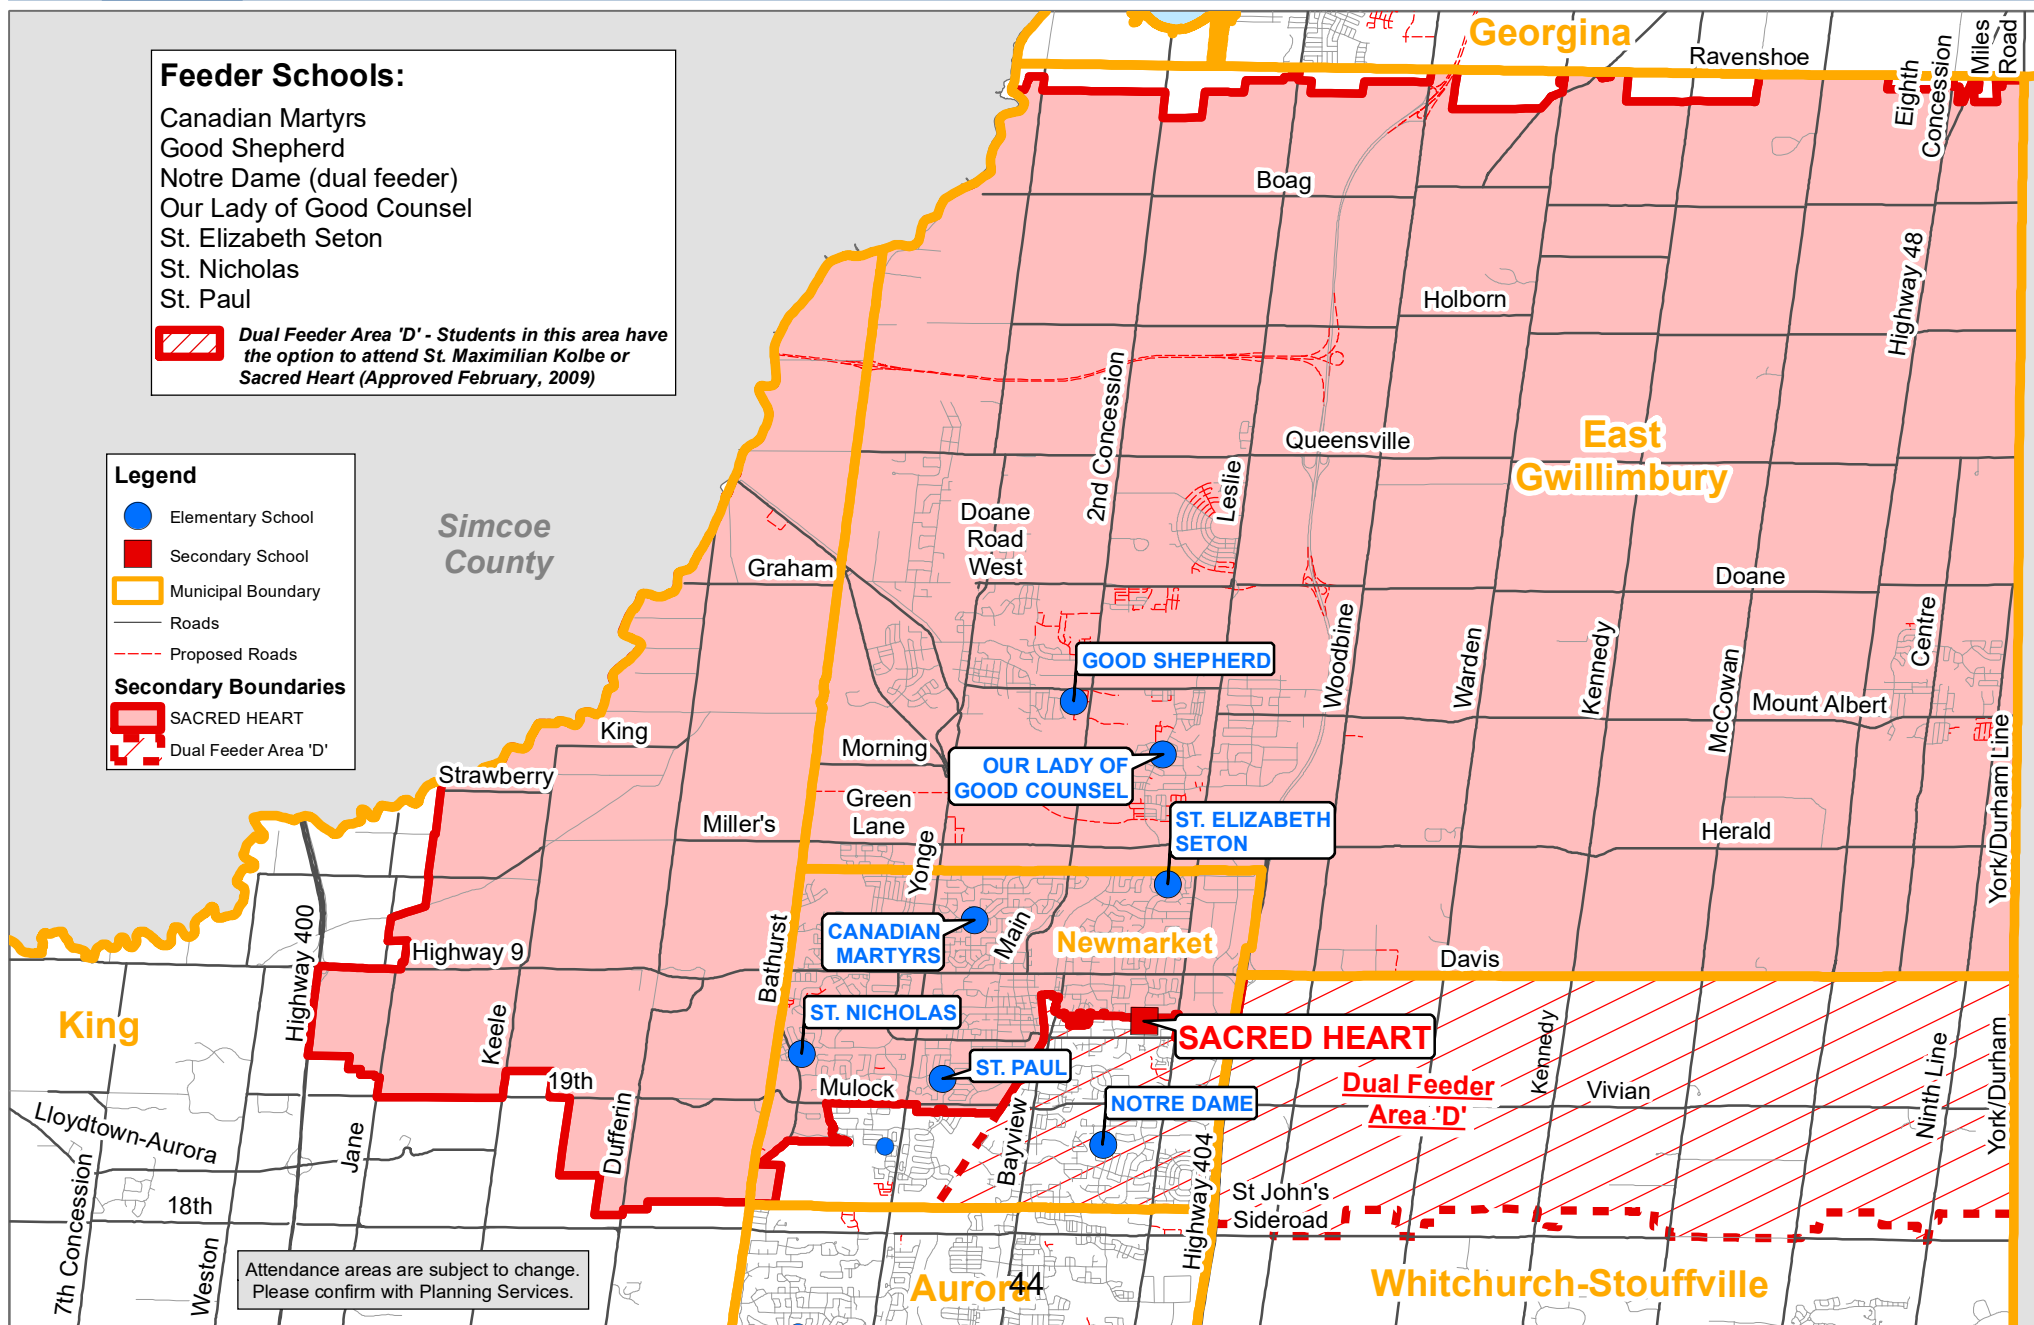 Feeder Schools:
Canadian Martyrs
Good Shepherd
Notre Dame (dual feeder)
Our Lady of Good Counsel
St. Elizabeth Seton
St. Nicholas
St. Paul
Dual Feeder Area 'D' - Students in this area have
the option to attend St. Maximilian Kolbe or
Sacred Heart (Approved February, 2009)
Legend
Elementary School
Secondary School
Municipal Boundary
Roads
Proposed Roads
Secondary Boundaries
SACRED HEART
Dual Feeder Area 'D'
Simcoe
County
Georgina
Ravenshoe
Eighth
Concession
Miles
Road
Boag
Holborn
Highway 48
2nd Concession
Queensville
East
Gwillimbury
Leslie
Doane
Road
West
Graham
Doane
Woodbine
Warden
Kennedy
McCowan
Centre
GOOD SHEPHERD
Mount Albert
York/Durham Line
King
Morning
OUR LADY OF
GOOD COUNSEL
Strawberry
Green
Lane
Miller's
ST. ELIZABETH
SETON
Herald
Yonge
Highway 400
Bathurst
CANADIAN
MARTYRS
Main
Newmarket
Highway 9
Davis
King
Keele
ST. NICHOLAS
SACRED HEART
ST. PAUL
Kennedy
Ninth Line
York/Durham
19th
Mulock
Dual Feeder
Area 'D'
Vivian
NOTRE DAME
Lloydtown-Aurora
Jane
Dufferin
Bayview
Highway 404
7th Concession
18th
St John's
Sideroad
Weston
Attendance areas are subject to change.
Please confirm with Planning Services.
Aurora
44
Whitchurch-Stouffville